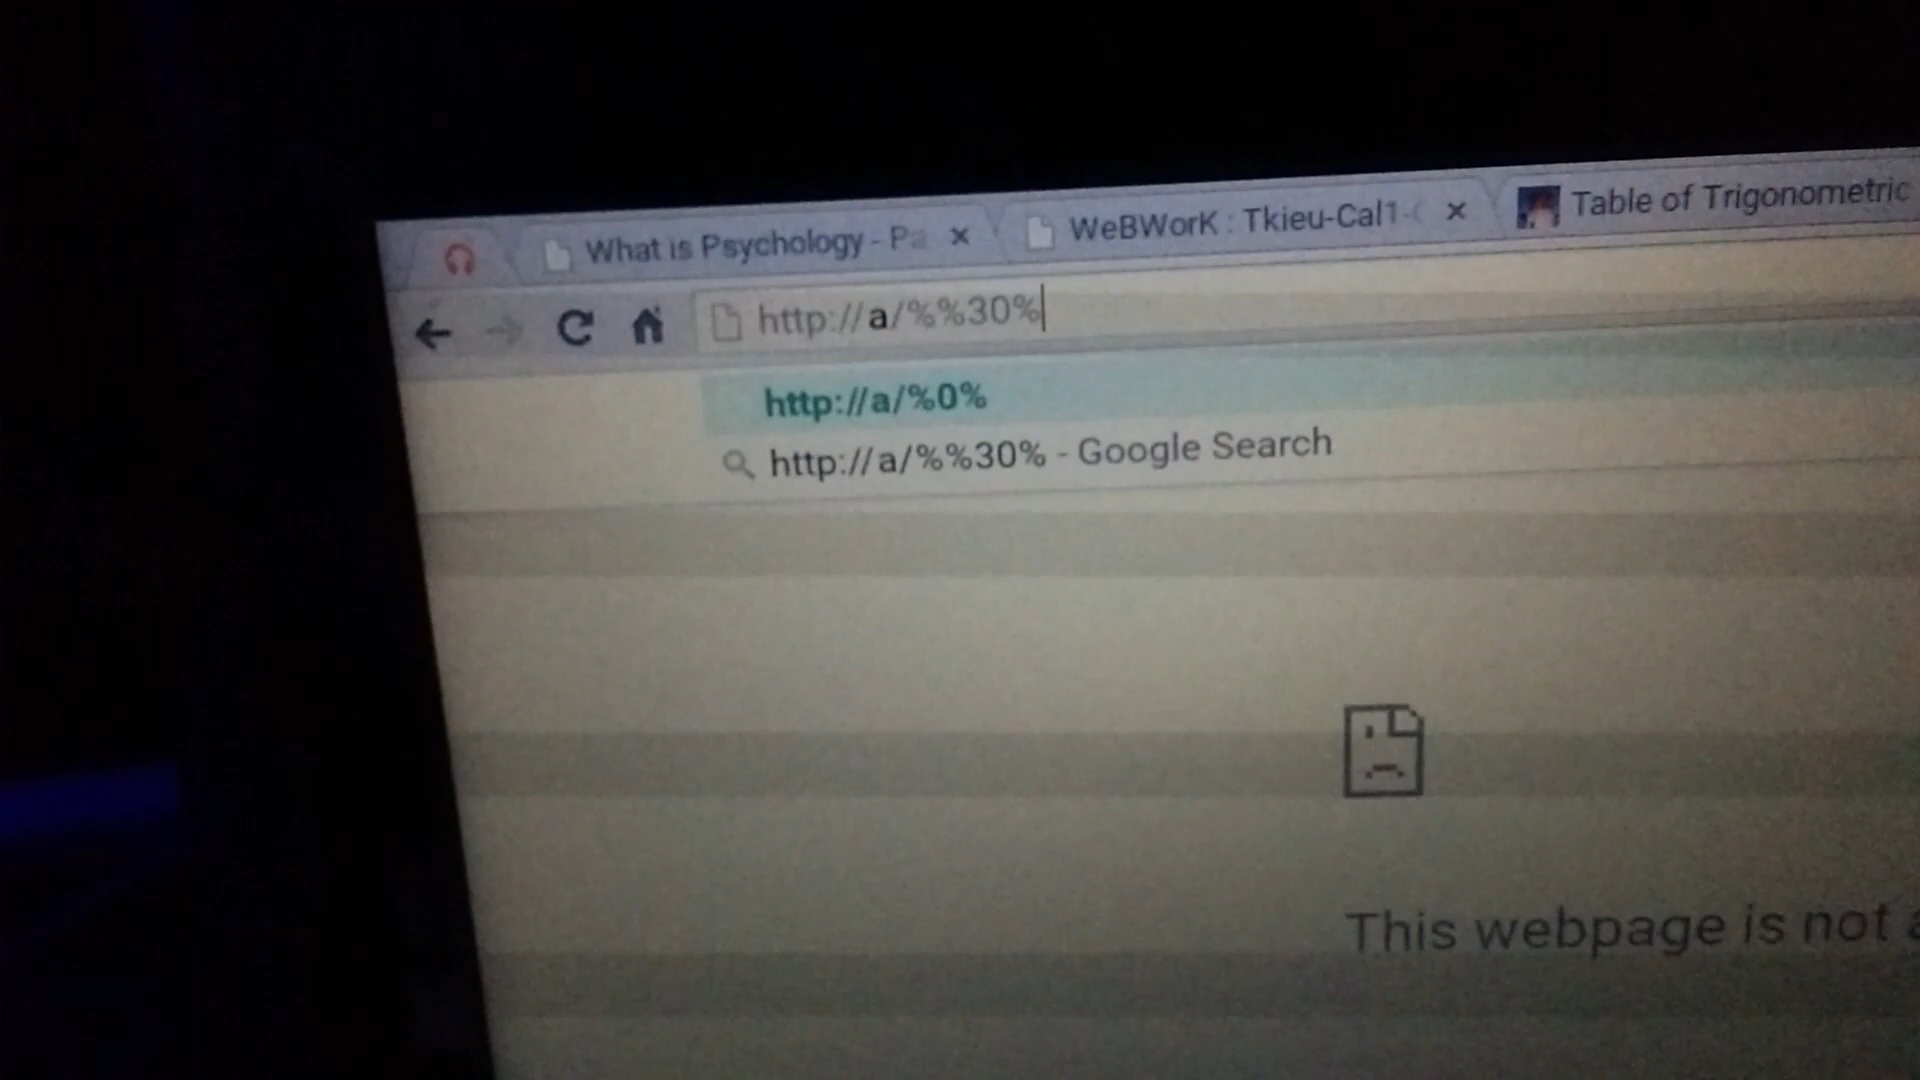 What is Psychology - Pa
WeBWorK : Tkieu-Cal1-
Table of Trigonometric
http://a/%%30%
http://a/%0%
http://a/%%30% - Google Search
This webpage is not